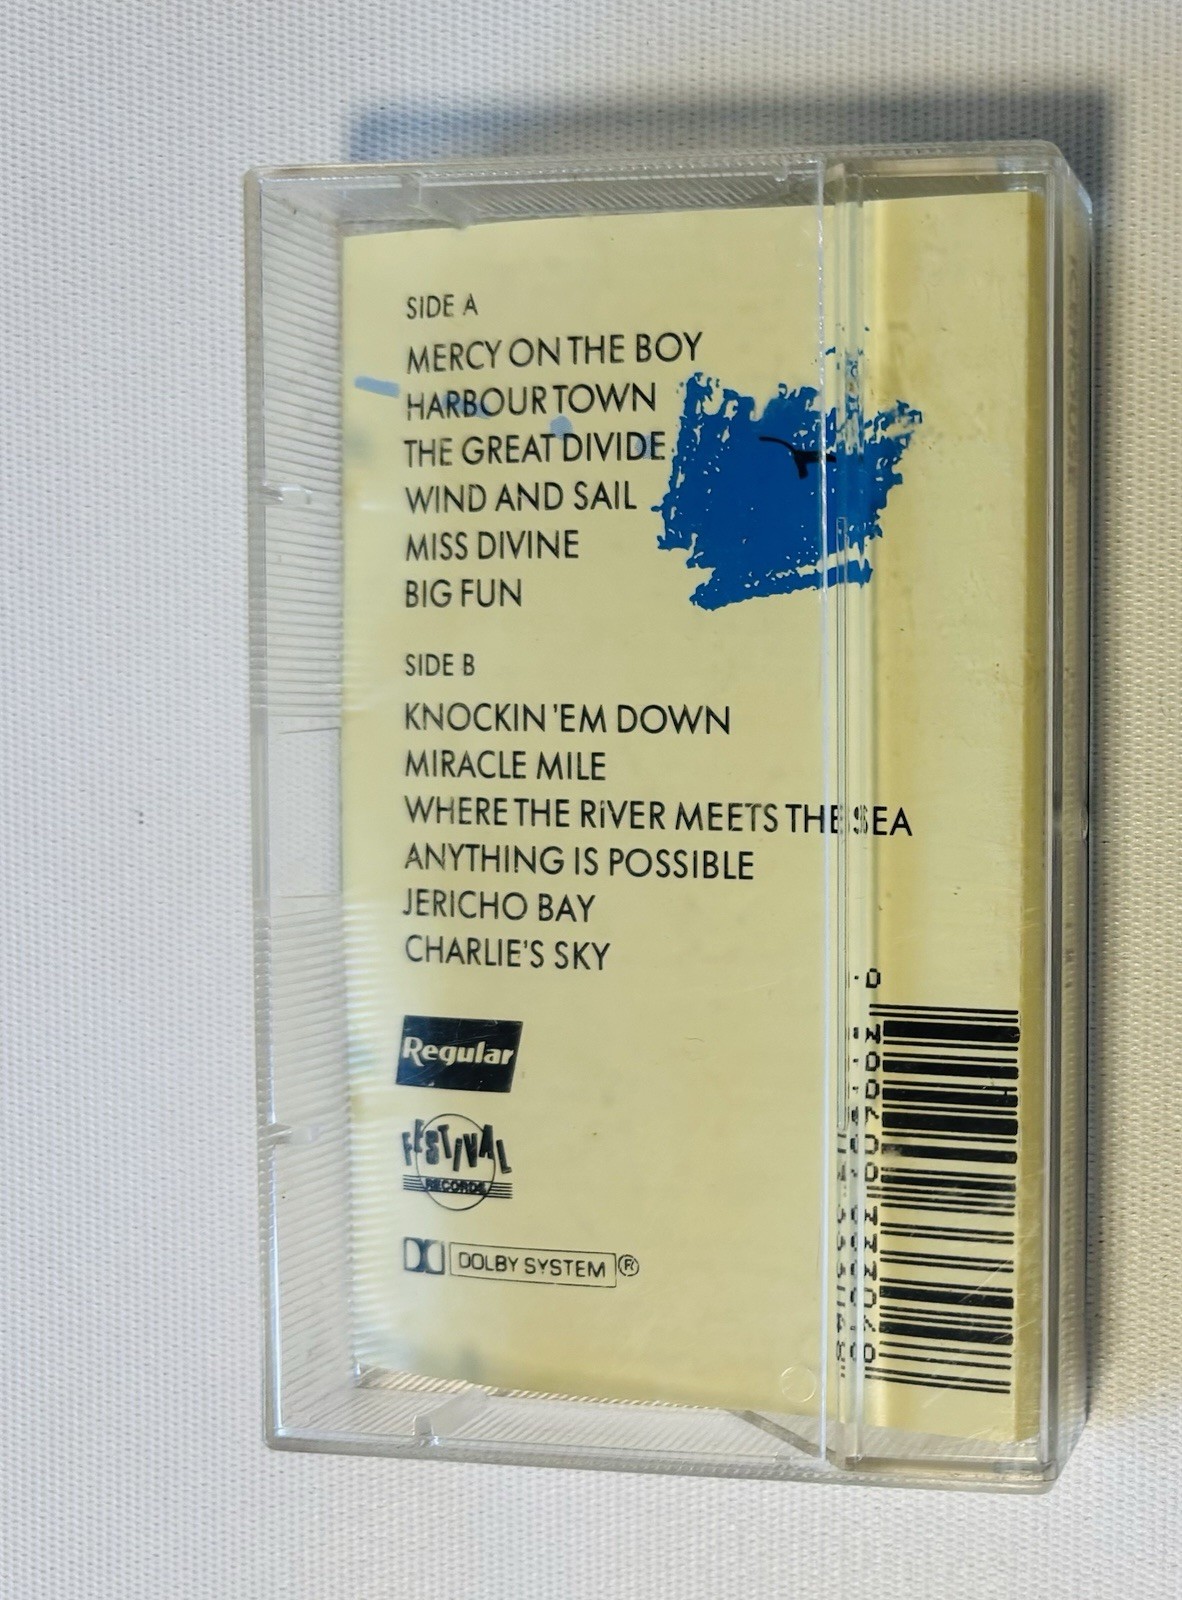 SIDE A
MERCY ON THE BOY
HARBOUR TOWN
THE GREAT DIVIDE
WIND AND SAIL
MISS DIVINE
BIG FUN
SIDE B
KNOCKIN 'EM DOWN
MIRACLE MILE
WHERE THE RiVER MEETS THE SEA
ANYTHING IS POSSIBLE
JERICHO BAY
CHARLIE'S SKY
Regular
FESTIVAL
RECORDS
DOLBY SYSTEM ®